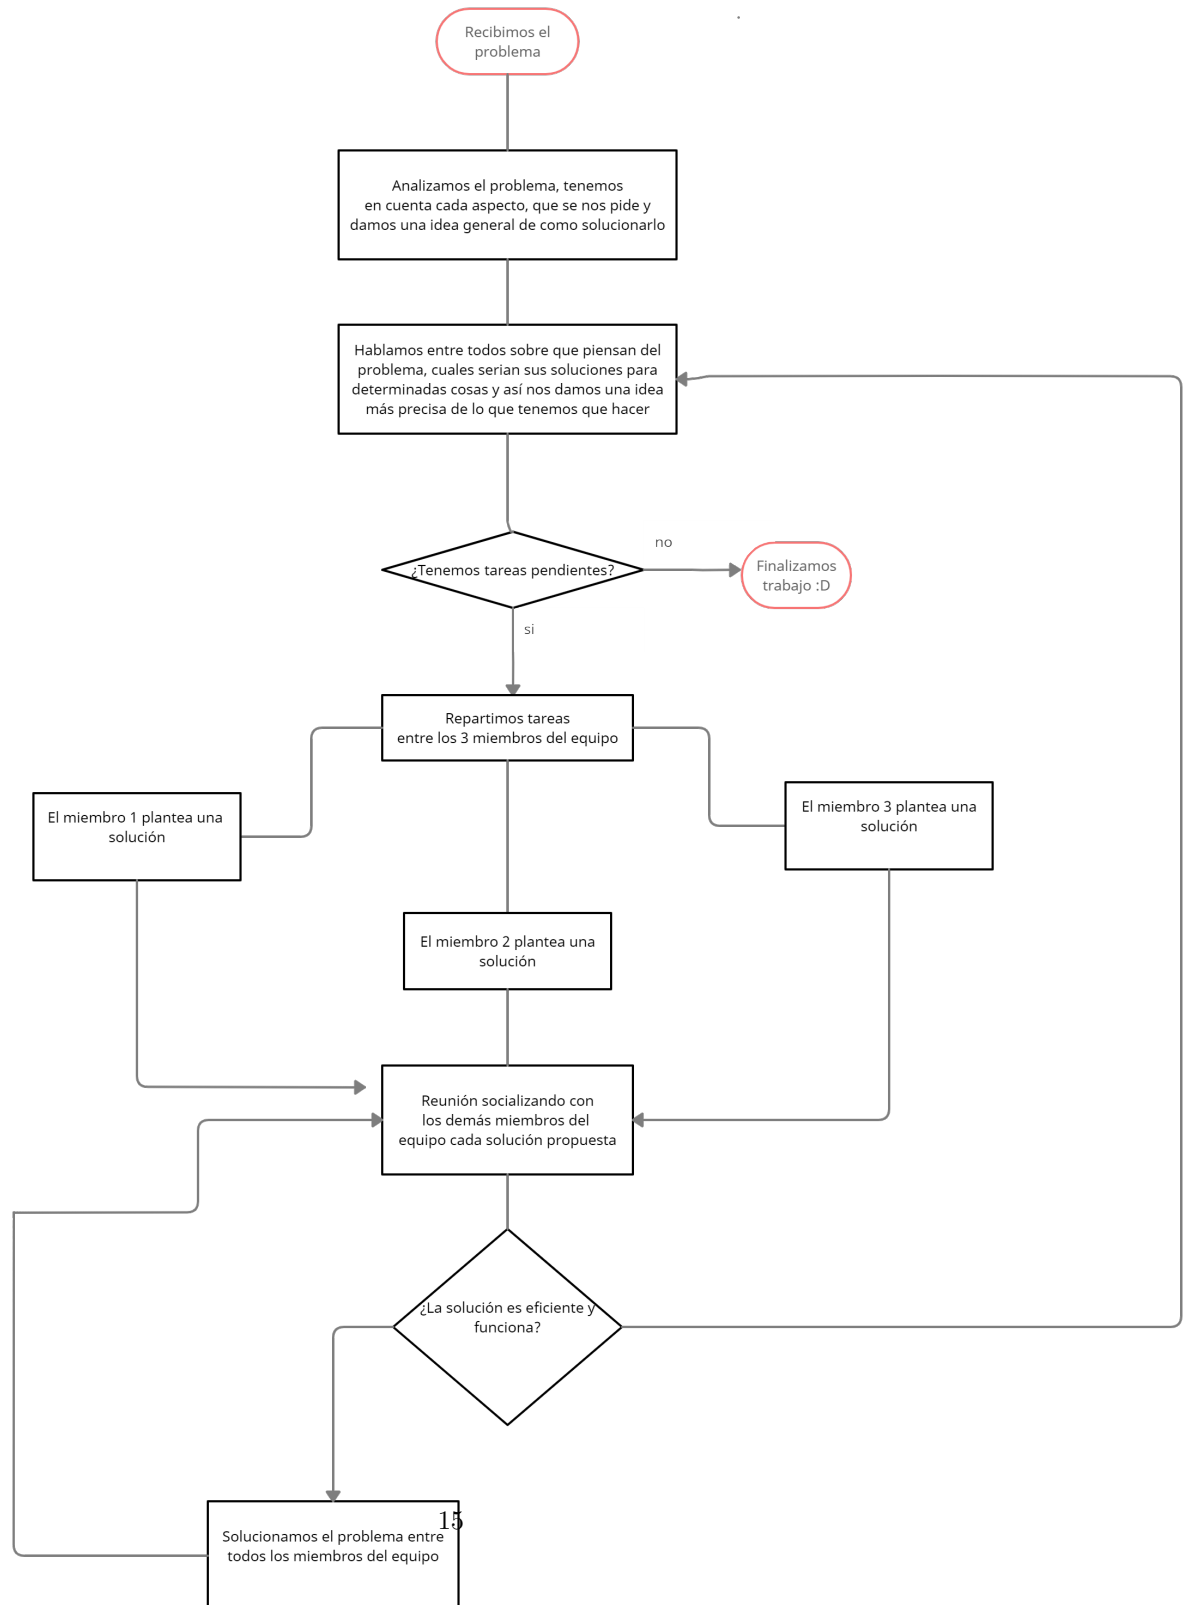 Recibimos el
problema
Analizamos el problema, tenemos
en cuenta cada aspecto, que se nos pide y
damos una idea general de como solucionarlo
Hablamos entre todos sobre que piensan del
problema, cuales serian sus soluciones para
determinadas cosas y así nos damos una idea
más precisa de lo que tenemos que hacer
¿Tenemos tareas pendientes?
no
Finalizamos
trabajo :D
si
Repartimos tareas
entre los 3 miembros del equipo
El miembro 1 plantea una
solución
El miembro 3 plantea una
solución
El miembro 2 plantea una
solución
Reunión socializando con
los demás miembros del
equipo cada solución propuesta
¿La solución es eficiente y
funciona?
15
Solucionamos el problema entre
todos los miembros del equipo